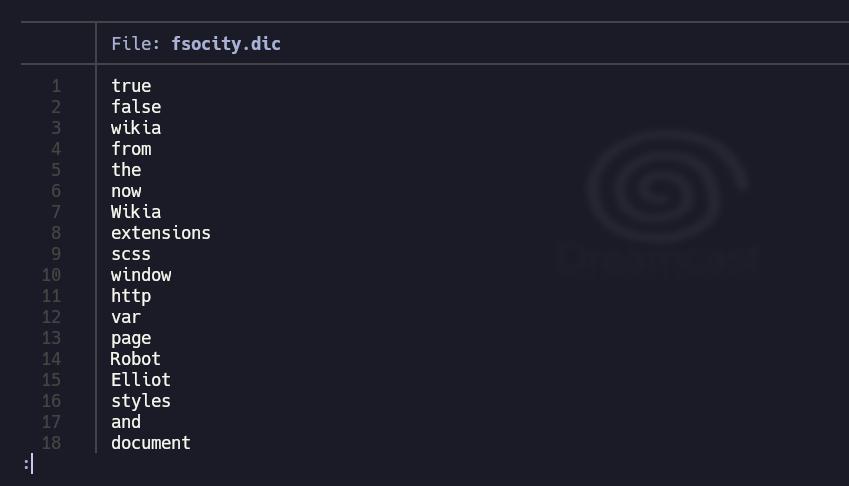 File: fsocity.dic
1 true
2 false
3 wikia
4 from
5 the
6 now
7 Wikia
8 extensions
9 scss
10 window
11 http
12 var
13 page
14 Robot
15 Elliot
16 styles
17 and
18 document
:
Dreamcast